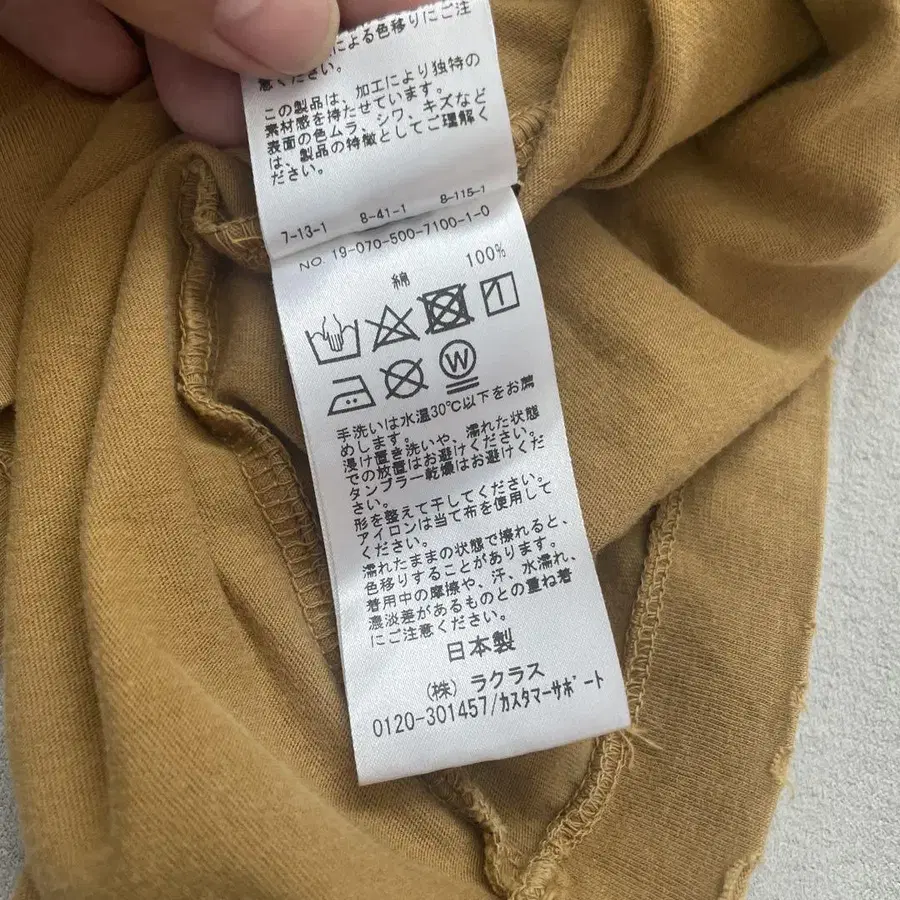 による色移りにご注
意ください。
この製品は、加工により独特の
素材感を持たせています。
表面の色ムラ、シワ、キズなど
は、製品の特徴としてご理解く
ださい。
7-13-1 8-41-1 8-115-1
NO. 19-070-500-7100-1-0
綿 100%
W
手洗いは水温30℃以下をお薦
めします。
浸け置き洗いや、濡れた状態
での放置はお避けください。
タンブラー乾燥はお避けくだ
さい。
形を整えて干してください。
アイロンは当て布を使用して
ください。
濡れたままの状態で擦れると、
色移りすることがあります。
着用中の摩擦や、汗、水濡れ、
濃淡差があるものとの重ね着
にご注意ください。
日本製
(株) ラクラス
0120-301457/カスタマーサポート